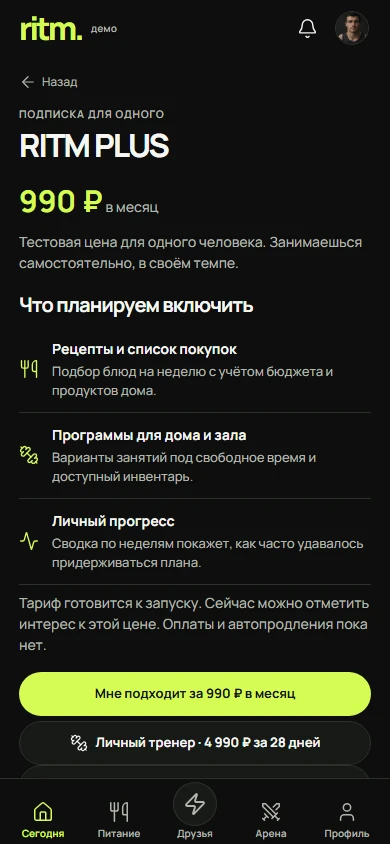 ritm. демо
Назад
ПОДПИСКА ДЛЯ ОДНОГО
RITM PLUS
990 ₽ в месяц
Тестовая цена для одного человека. Занимаешься
самостоятельно, в своём темпе.
Что планируем включить
Рецепты и список покупок
Подбор блюд на неделю с учётом бюджета и
продуктов дома.
Программы для дома и зала
Варианты занятий под свободное время и
доступный инвентарь.
Личный прогресс
Сводка по неделям покажет, как часто удавалось
придерживаться плана.
Тариф готовится к запуску. Сейчас можно отметить
интерес к этой цене. Оплаты и автопродления пока
нет.
Мне подходит за 990 ₽ в месяц
Личный тренер · 4 990 ₽ за 28 дней
Сегодня Питание Друзья Арена Профиль